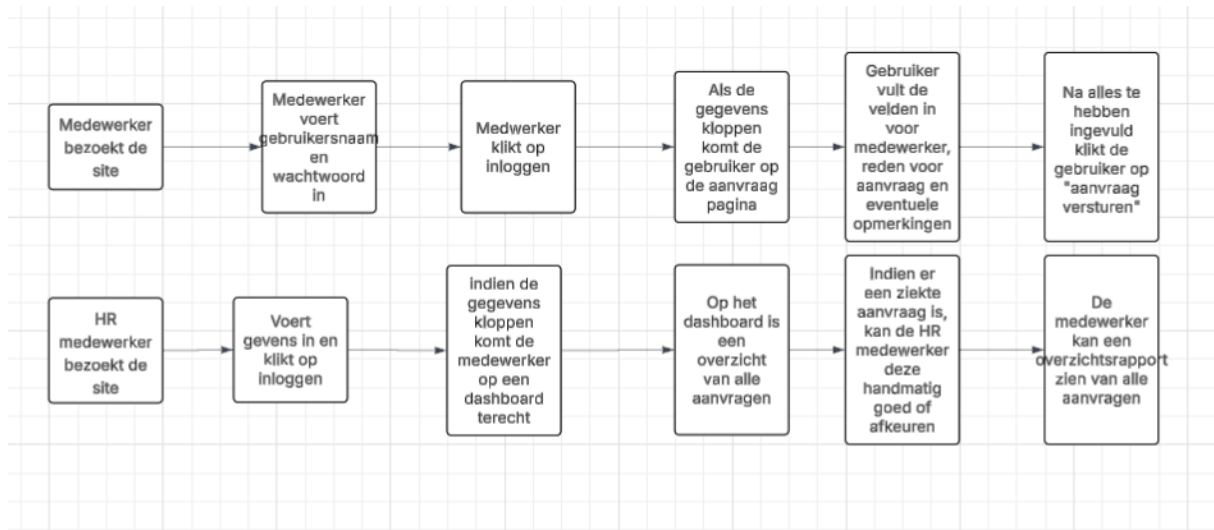 Medewerker
bezoekt de
site
Medewerker
voert
gebruikersnaam
en
wachtwoord
in
Medwerker
klikt op
inloggen
Als de
gegevens
kloppen
komt de
gebruiker op
de aanvraag
pagina
Gebruiker
vult de
velden in
voor
medewerker,
reden voor
aanvraag en
eventuele
opmerkingen
Na alles te
hebben
ingevuld
klikt de
gebruiker op
"aanvraag
versturen"
HR
medewerker
bezoekt de
site
Voert
gevens in en
klikt op
inloggen
indien de
gegevens
kloppen
komt de
medewerker
op een
dashboard
terecht
Op het
dashboard is
een
overzicht
van alle
aanvragen
Indien er
een ziekte
aanvraag is,
kan de HR
medewerker
deze
handmatig
goed of
afkeuren
De
medewerker
kan een
overzichtsrapport
zien van alle
aanvragen